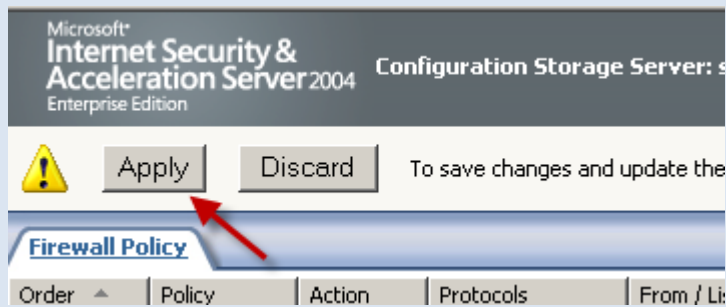 Microsoft
Internet Security &
Acceleration Server 2004
Enterprise Edition
Configuration Storage Server:
Apply Discard To save changes and update the
Firewall Policy
Order Policy Action Protocols From /